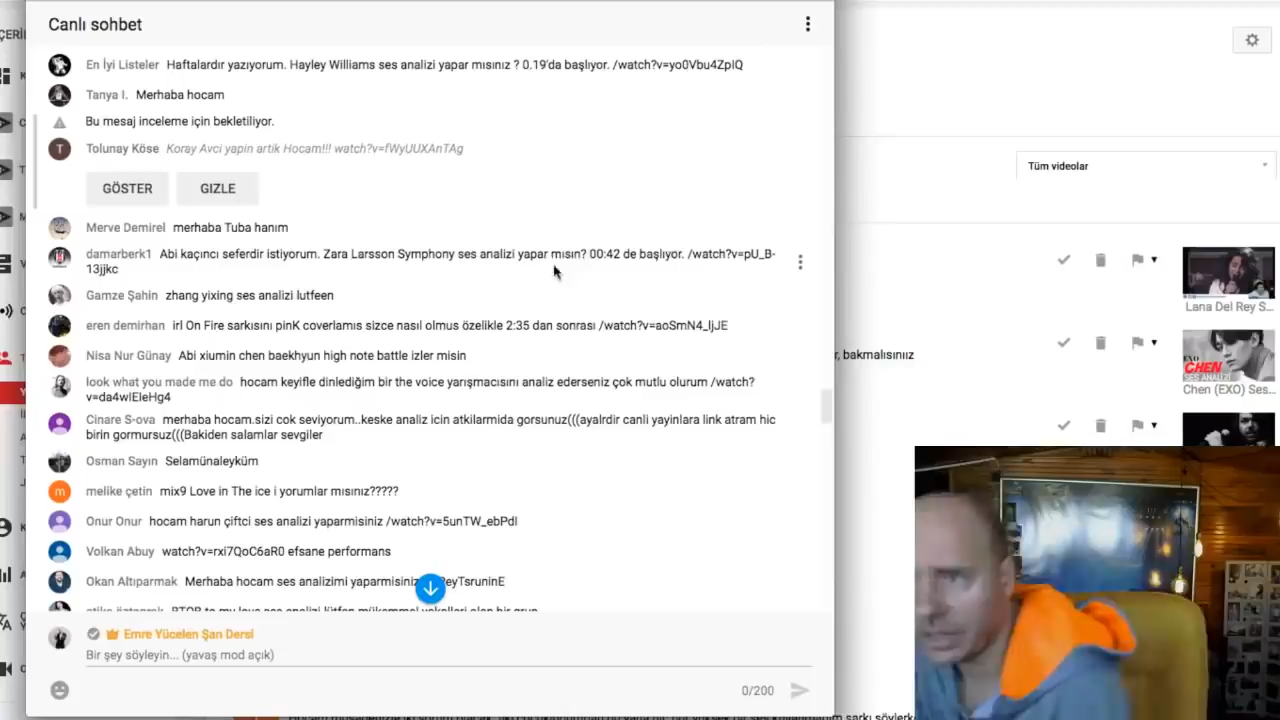 Canlı sohbet
En İyi Listeler Haftalardır yazıyorum. Hayley Williams ses analizi yapar mısınız ? 0.19'da başlıyor. /watch?v=yo0Vbu4ZpIQ
Tanya I. Merhaba hocam
Bu mesaj inceleme için bekletiliyor.
T Tolunay Köse Koray Avci yapin artik Hocam!!! watch?v=fWyUUXAnTAg
GÖSTER GIZLE
Tüm videolar
Merve Demirel merhaba Tuba hanım
damarberk1 Abi kaçıncı seferdir istiyorum. Zara Larsson Symphony ses analizi yapar mısın? 00:42 de başlıyor. /watch?v=pU_B-
13jjkc
Gamze Şahin zhang yixing ses analizi lutfeen
Lana Del Rey S...
eren demirhan irl On Fire sarkısını pinK coverlamıs sizce nasıl olmus özelikle 2:35 dan sonrası /watch?v=aoSmN4_ljJE
Nisa Nur Günay Abi xiumin chen baekhyun high note battle izler misin
r, bakmalısınıız
EXO
CHEN
SES ANALİZİ
Chen (EXO) Ses...
look what you made me do hocam keyifle dinlediğim bir the voice yarışmacısını analiz ederseniz çok mutlu olurum /watch?
v=da4wIEleHg4
Cinare S-ova merhaba hocam.sizi cok seviyorum..keske analiz icin atkilarmida gorsunuz(((ayalrdir canli yayinlara link atram hic
birin gormursuz(((Bakiden salamlar sevgiler
Osman Sayın Selamünaleyküm
m melike çetin mix9 Love in The ice i yorumlar mısınız?????
Onur Onur hocam harun çiftci ses analizi yaparmisiniz /watch?v=5unTW_ebPdI
Volkan Abuy watch?v=rxi7QoC6aR0 efsane performans
Okan Altıparmak Merhaba hocam ses analizimi yaparmisiniz eyTsruninE
Emre Yücelen Şan Dersi
Bir şey söyleyin... (yavaş mod açık)
0/200